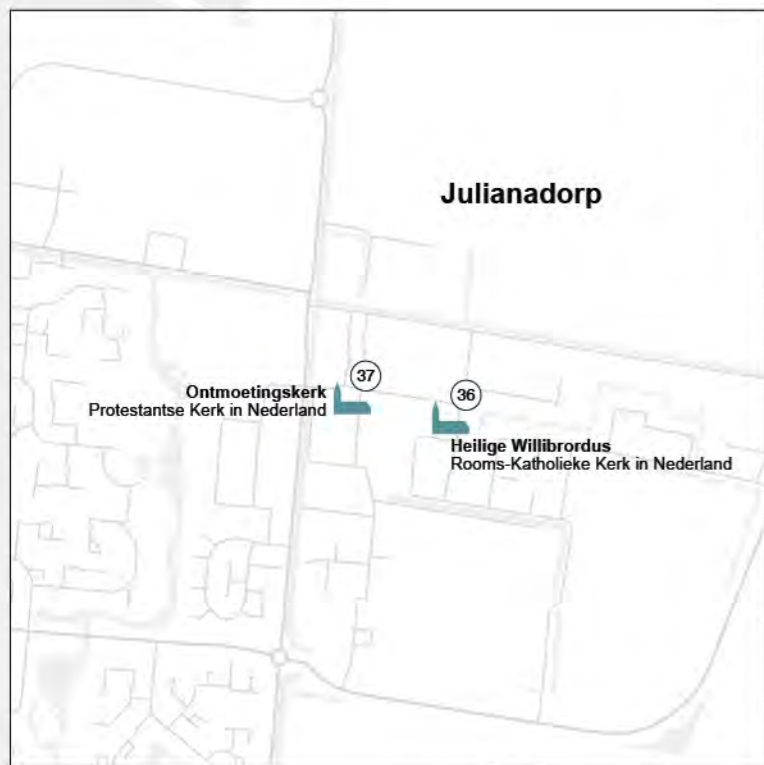 Julianadorp
37
Ontmoetingskerk
Protestantse Kerk in Nederland
36
Heilige Willibrordus
Rooms-Katholieke Kerk in Nederland